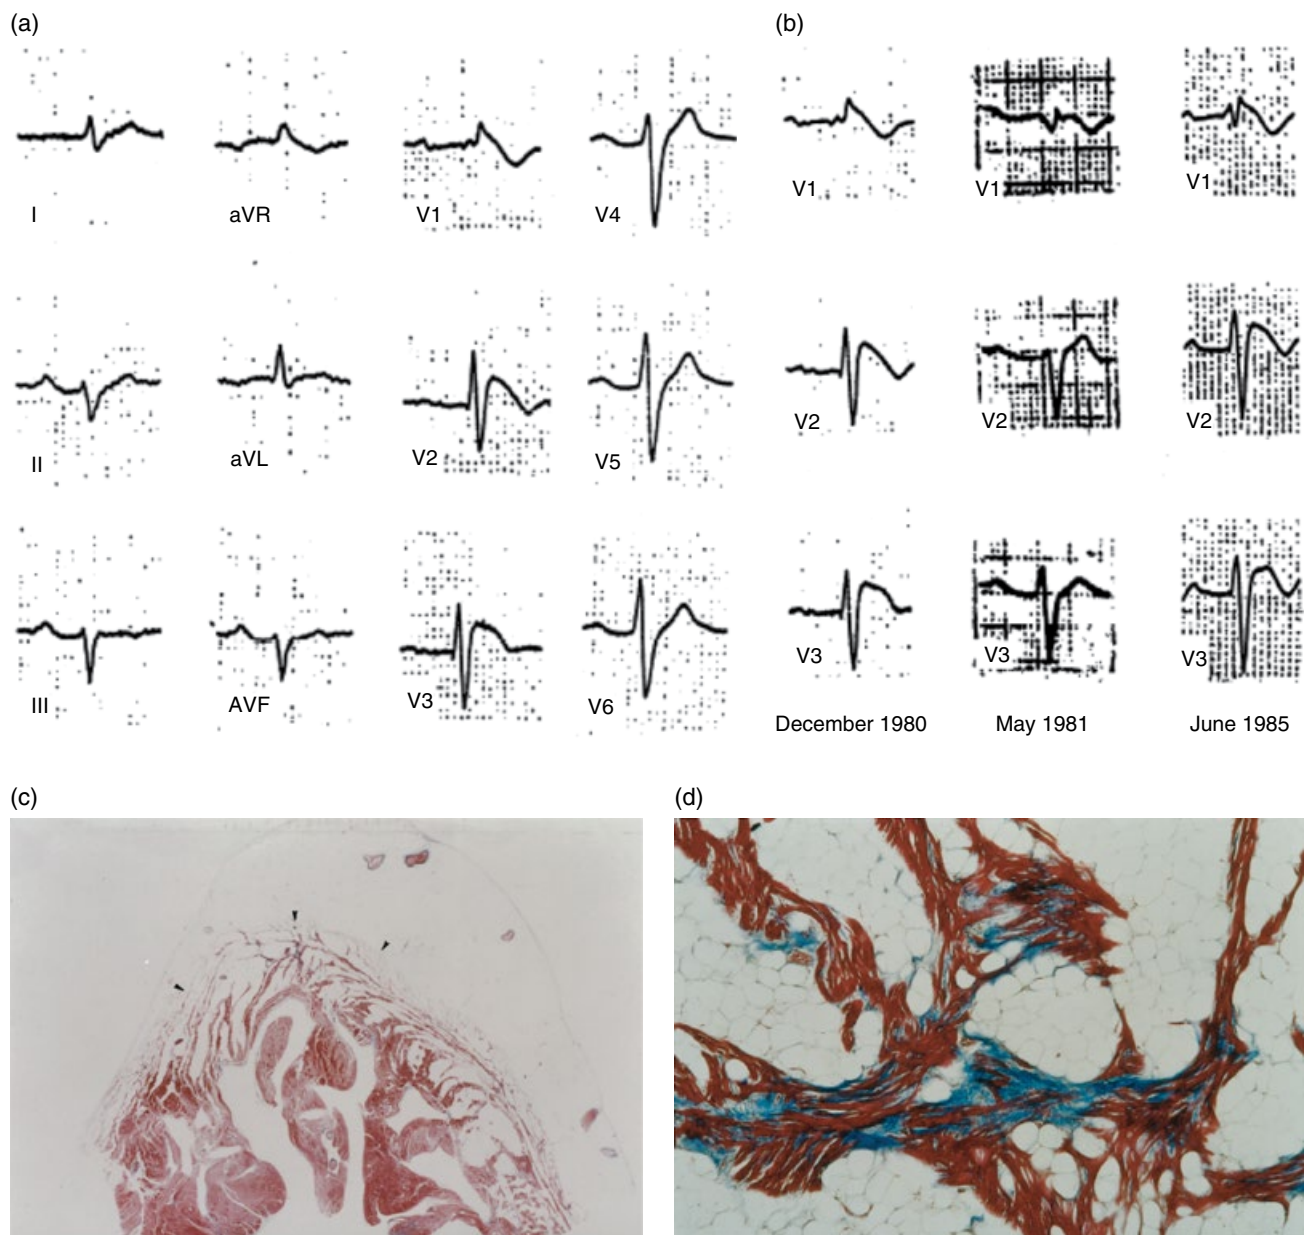 (a)
(b)
I
aVR
V1
V4
V1
V1
V1
II
aVL
V2
V5
V2
V2
V2
III
AVF
V3
V6
V3
V3
V3
December 1980
May 1981
June 1985
(c)
(d)